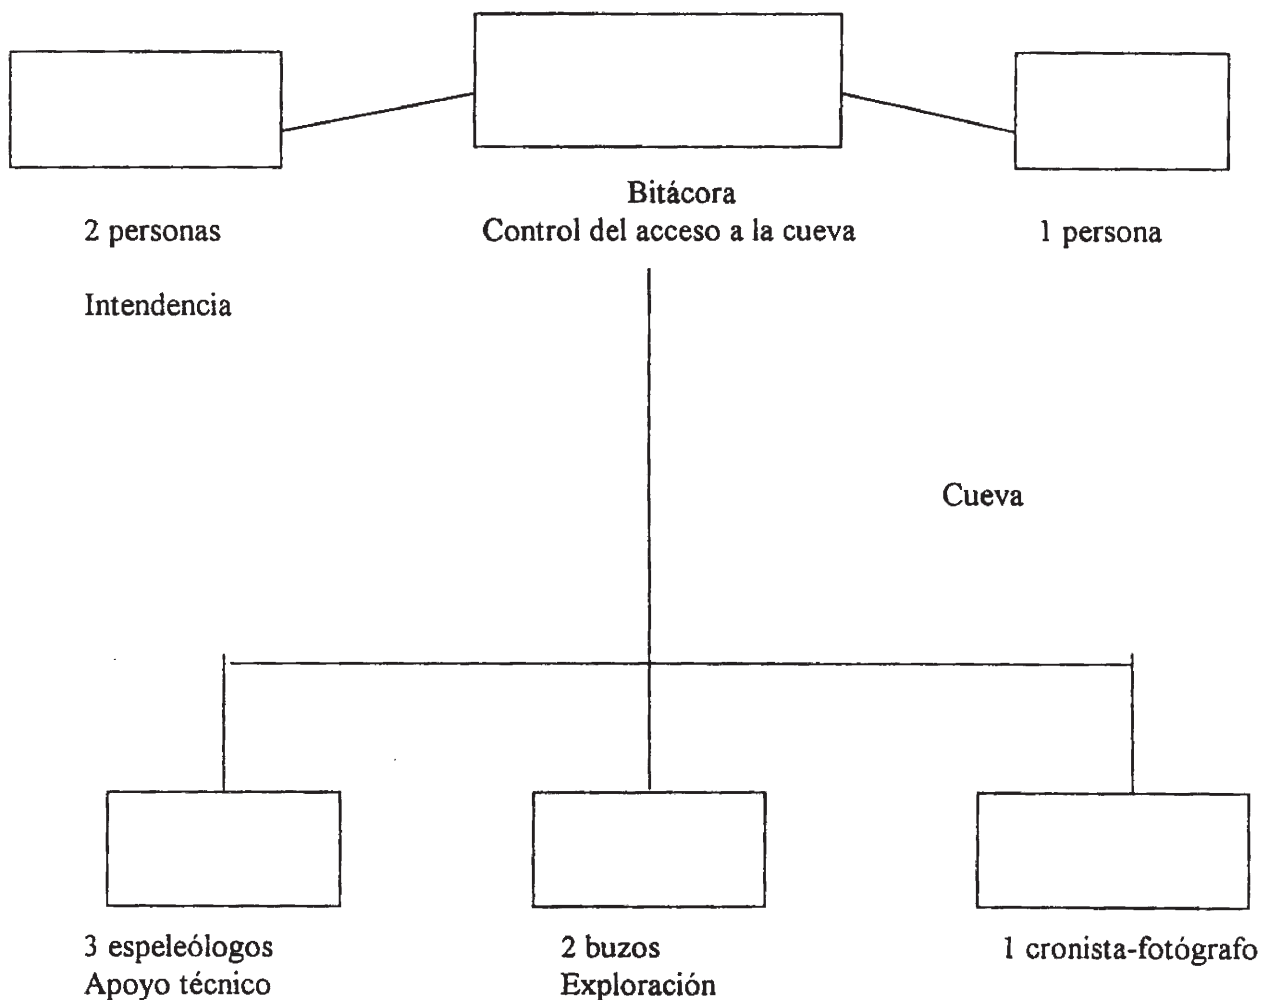 Bitácora
2 personas
Control del acceso a la cueva
1 persona
Intendencia
Cueva
3 espeleólogos
Apoyo técnico
2 buzos
Exploración
1 cronista-fotógrafo